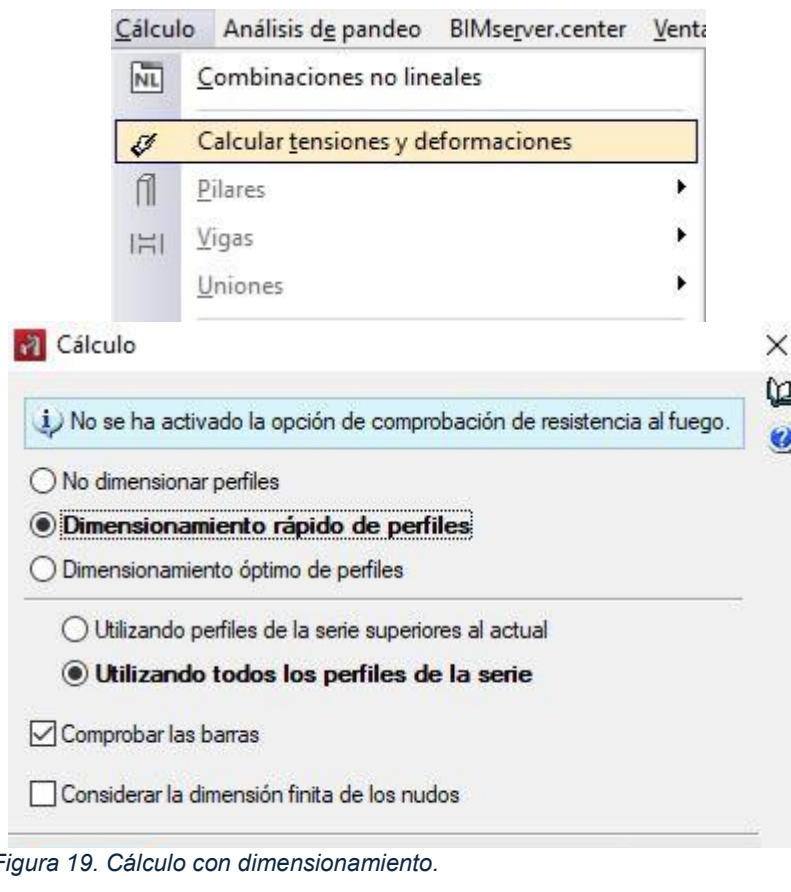 Cálculo Análisis de pandeo BIMserver.center
Combinaciones no lineales
Calcular tensiones y deformaciones
Pilares
Vigas
Uniones
Cálculo
No se ha activado la opción de comprobación de resistencia al fuego.
No dimensionar perfiles
Dimensionamiento rápido de perfiles
Dimensionamiento óptimo de perfiles
Utilizando perfiles de la serie superiores al actual
Utilizando todos los perfiles de la serie
Comprobar las barras
Considerar la dimensión finita de los nudos
Figura 19. Cálculo con dimensionamiento.